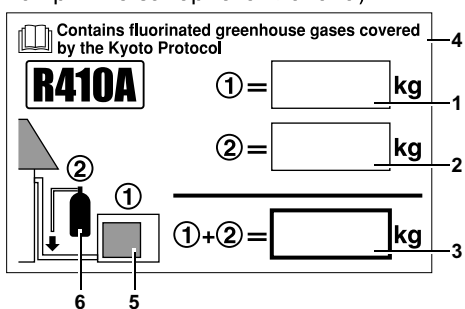 Contains fluorinated greenhouse gases covered
by the Kyoto Protocol
4
R410A
①=
kg
1
②=
kg
2
②
①
①+②=
kg
3
6
5